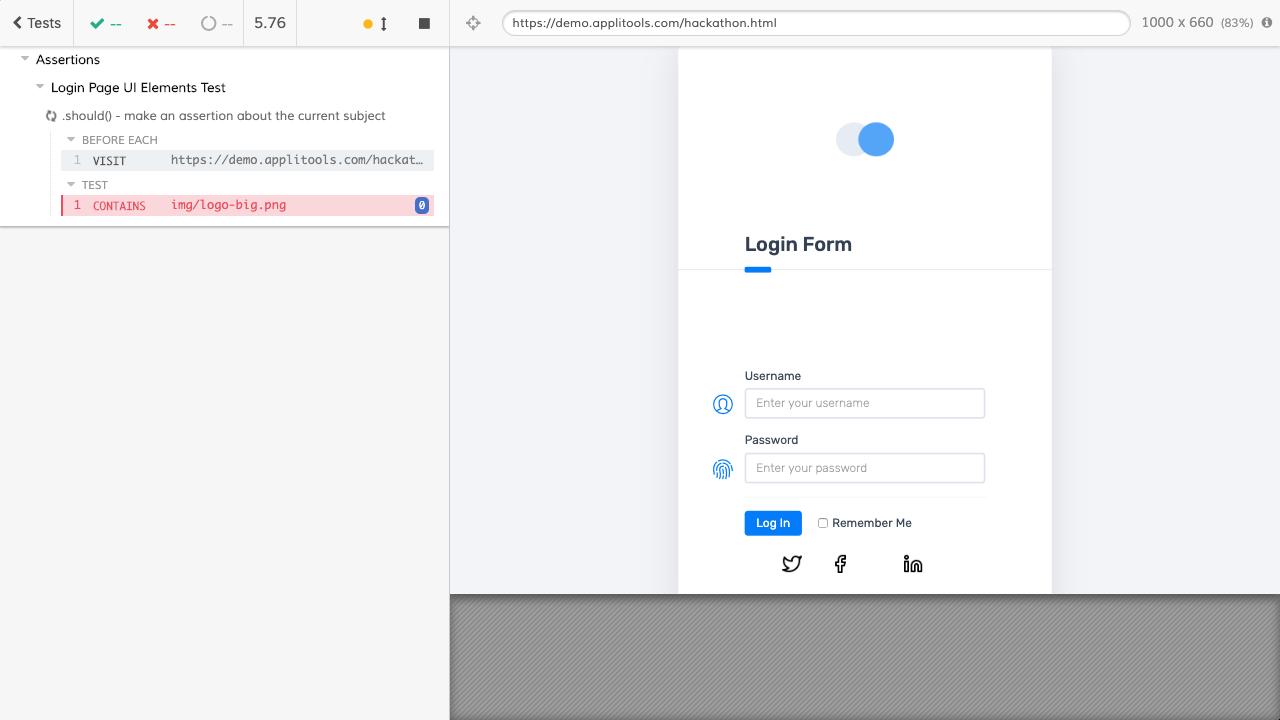 Tests -- -- -- 5.76
Assertions
Login Page UI Elements Test
.should() - make an assertion about the current subject
BEFORE EACH
1 VISIT https://demo.applitools.com/hackat…
TEST
1 CONTAINS img/logo-big.png 0
https://demo.applitools.com/hackathon.html 1000 x 660 (83%)
Login Form
Username
Enter your username
Password
Enter your password
Log In Remember Me